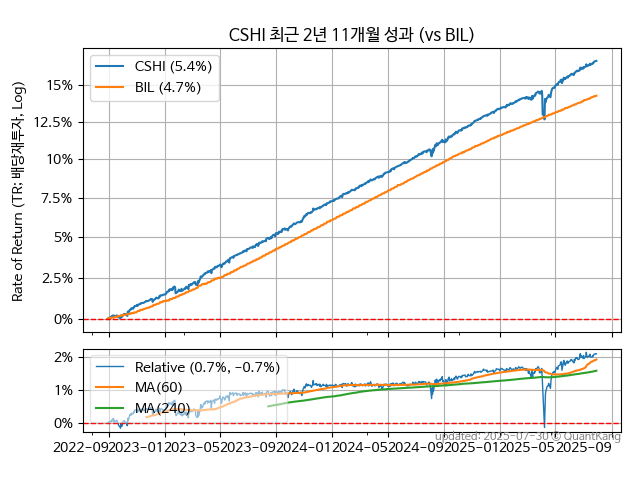 CSHI 최근 2년 11개월 성과 (vs BIL)
Rate of Return (TR: 배당재투자, Log)
CSHI (5.4%)
BIL (4.7%)
15%
12.5%
10%
7.5%
5%
2.5%
0%
Relative (0.7%, −0.7%)
MA(60)
MA(240)
2%
1%
0%
2022−09 2023−01 2023−05 2023−09 2024−01 2024−05 2024−09 2025−01 2025−05 2025−09
updated: 2025-07-30 © QuantKang